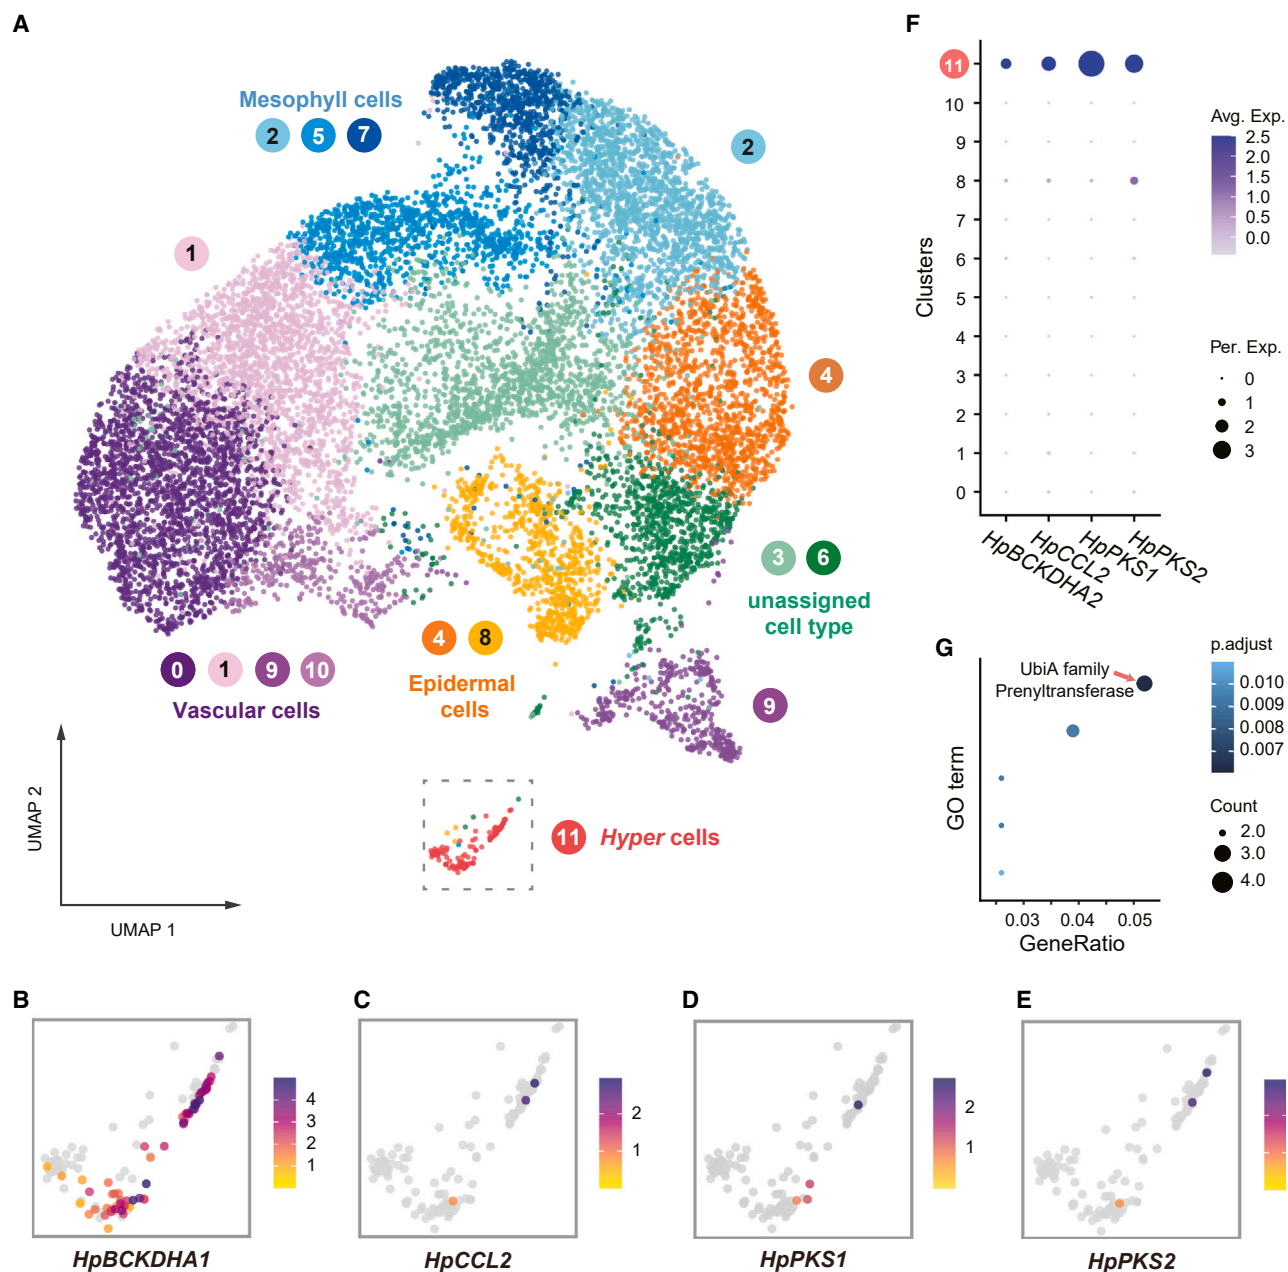 A
Mesophyll cells
2 5 7
2
1
4
3 6
unassigned
cell type
0 1 9 10
Vascular cells
4 8
Epidermal
cells
9
11 Hyper cells
UMAP 2
UMAP 1
F
11
10
9
8
7
6
5
4
3
2
1
0
Clusters
HpBCKDHA2
HpCCL2
HpPKS1
HpPKS2
Avg. Exp.
2.5
2.0
1.5
1.0
0.5
0.0
Per. Exp.
0
1
2
3
G
UbiA family
Prenyltransferase
GO term
0.03 0.04 0.05
GeneRatio
p.adjust
0.010
0.009
0.008
0.007
Count
2.0
3.0
4.0
B
4
3
2
1
HpBCKDHA1
C
2
1
HpCCL2
D
2
1
HpPKS1
E
HpPKS2